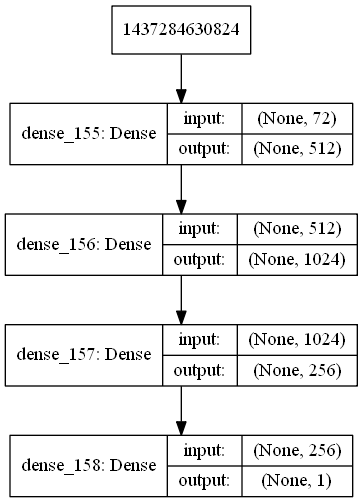 1437284630824
dense_155: Dense
input:
(None, 72)
output:
(None, 512)
dense_156: Dense
input:
(None, 512)
output:
(None, 1024)
dense_157: Dense
input:
(None, 1024)
output:
(None, 256)
dense_158: Dense
input:
(None, 256)
output:
(None, 1)